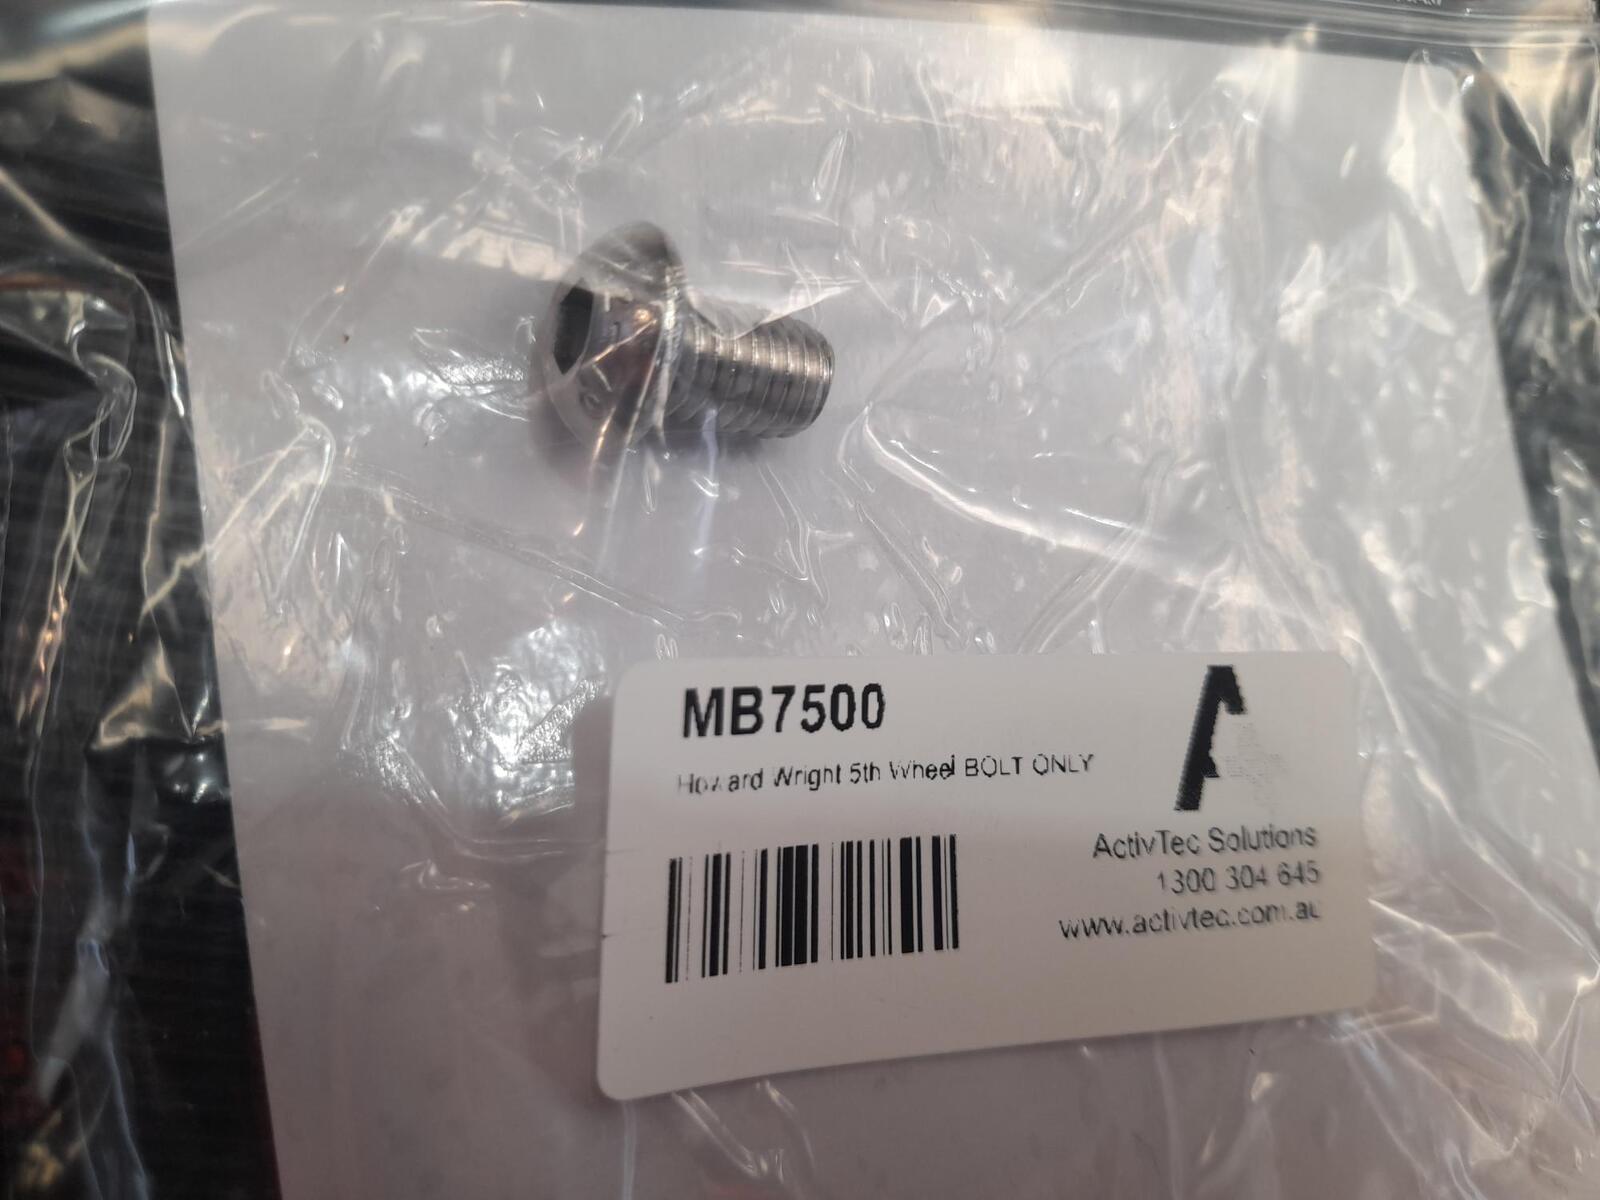 MB7500
Howard Wright 5th Wheel BOLT ONLY
ActivTec Solutions
1300 304 645
www.activtec.com.au